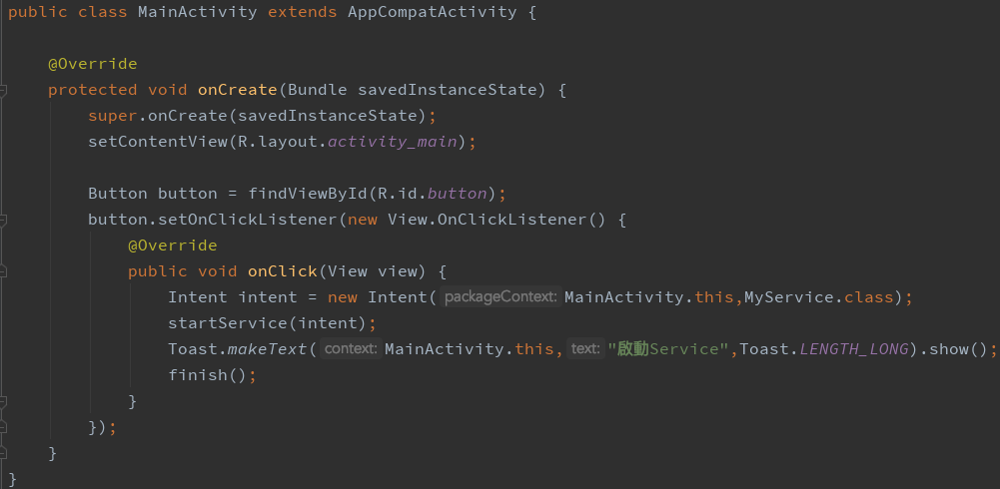 public class MainActivity extends AppCompatActivity {
@Override
protected void onCreate(Bundle savedInstanceState) {
super.onCreate(savedInstanceState);
setContentView(R.layout.activity_main);
Button button = findViewById(R.id.button);
button.setOnClickListener(new View.OnClickListener() {
@Override
public void onClick(View view) {
Intent intent = new Intent( packageContext: MainActivity.this,MyService.class);
startService(intent);
Toast.makeText( context: MainActivity.this, text: "啟動Service",Toast.LENGTH_LONG).show();
finish();
}
});
}
}